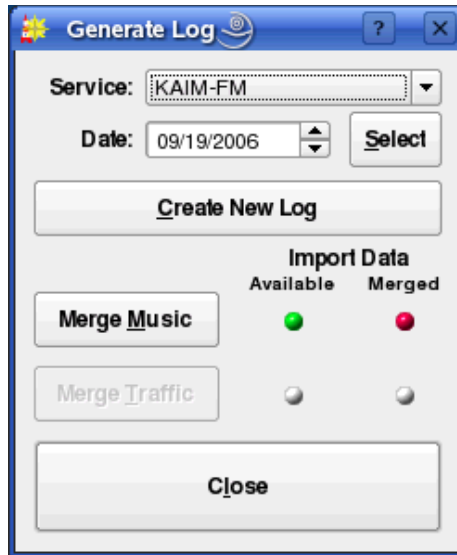 Generate Log
?
X
Service: KAIM-FM
Date: 09/19/2006 Select
Create New Log
Import Data
Available Merged
Merge Music
Merge Traffic
Close